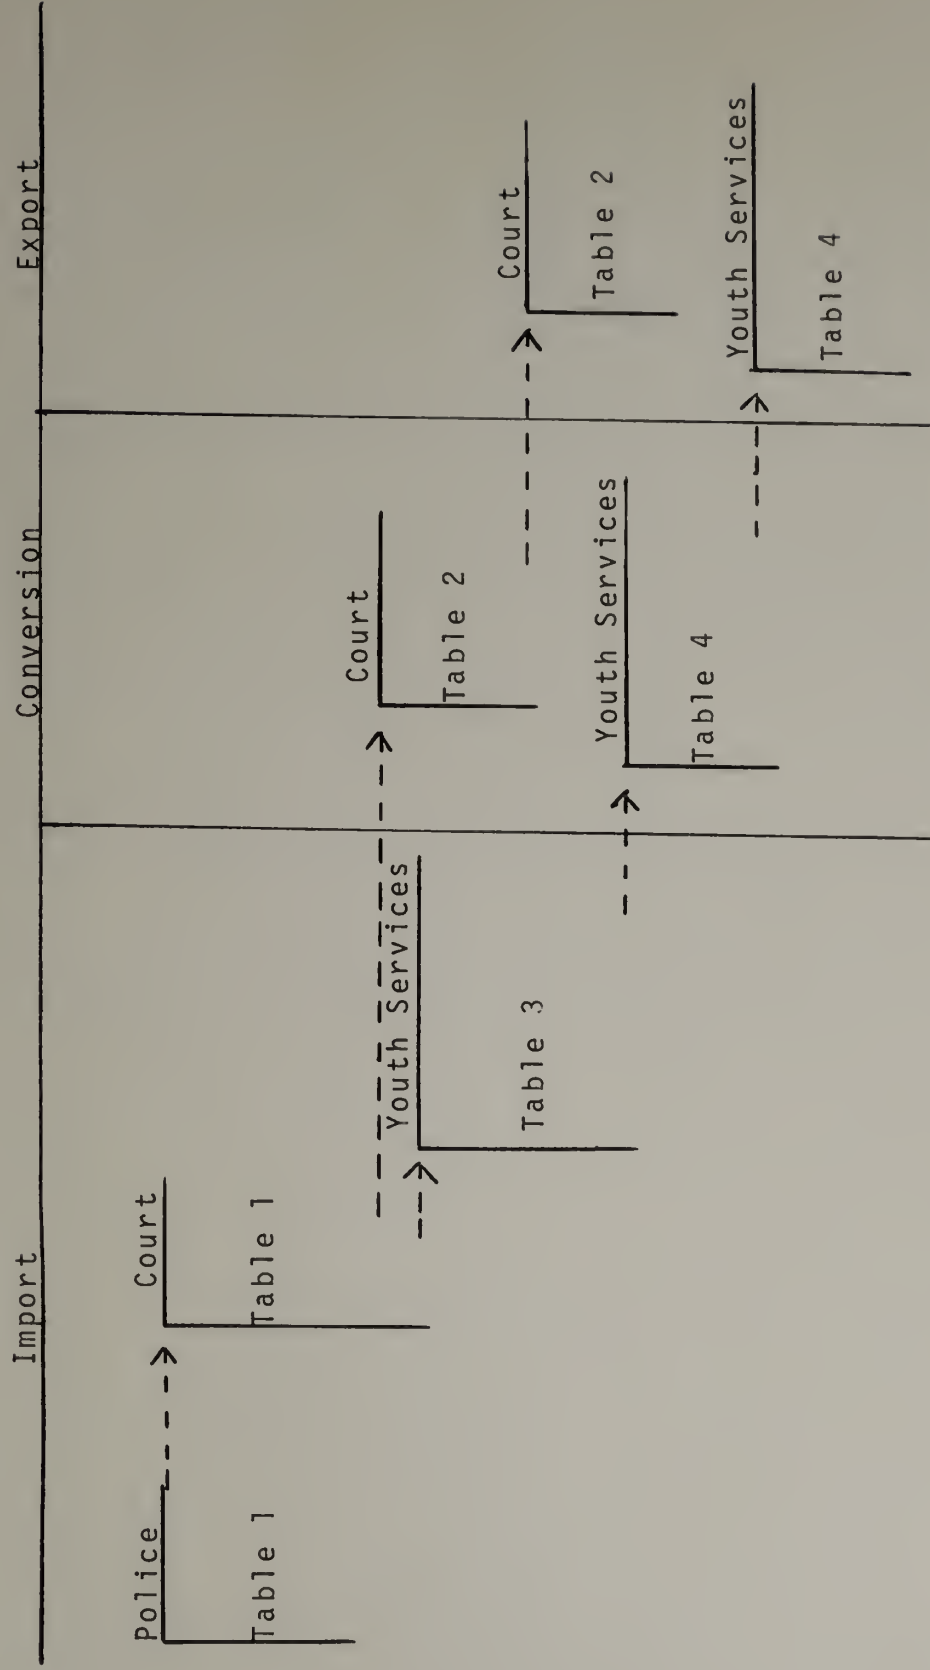 Import
Conversion
Export
Police
Table 1
Court
Table 1
Youth Services
Table 3
Court
Table 2
Youth Services
Table 4
Court
Table 2
Youth Services
Table 4